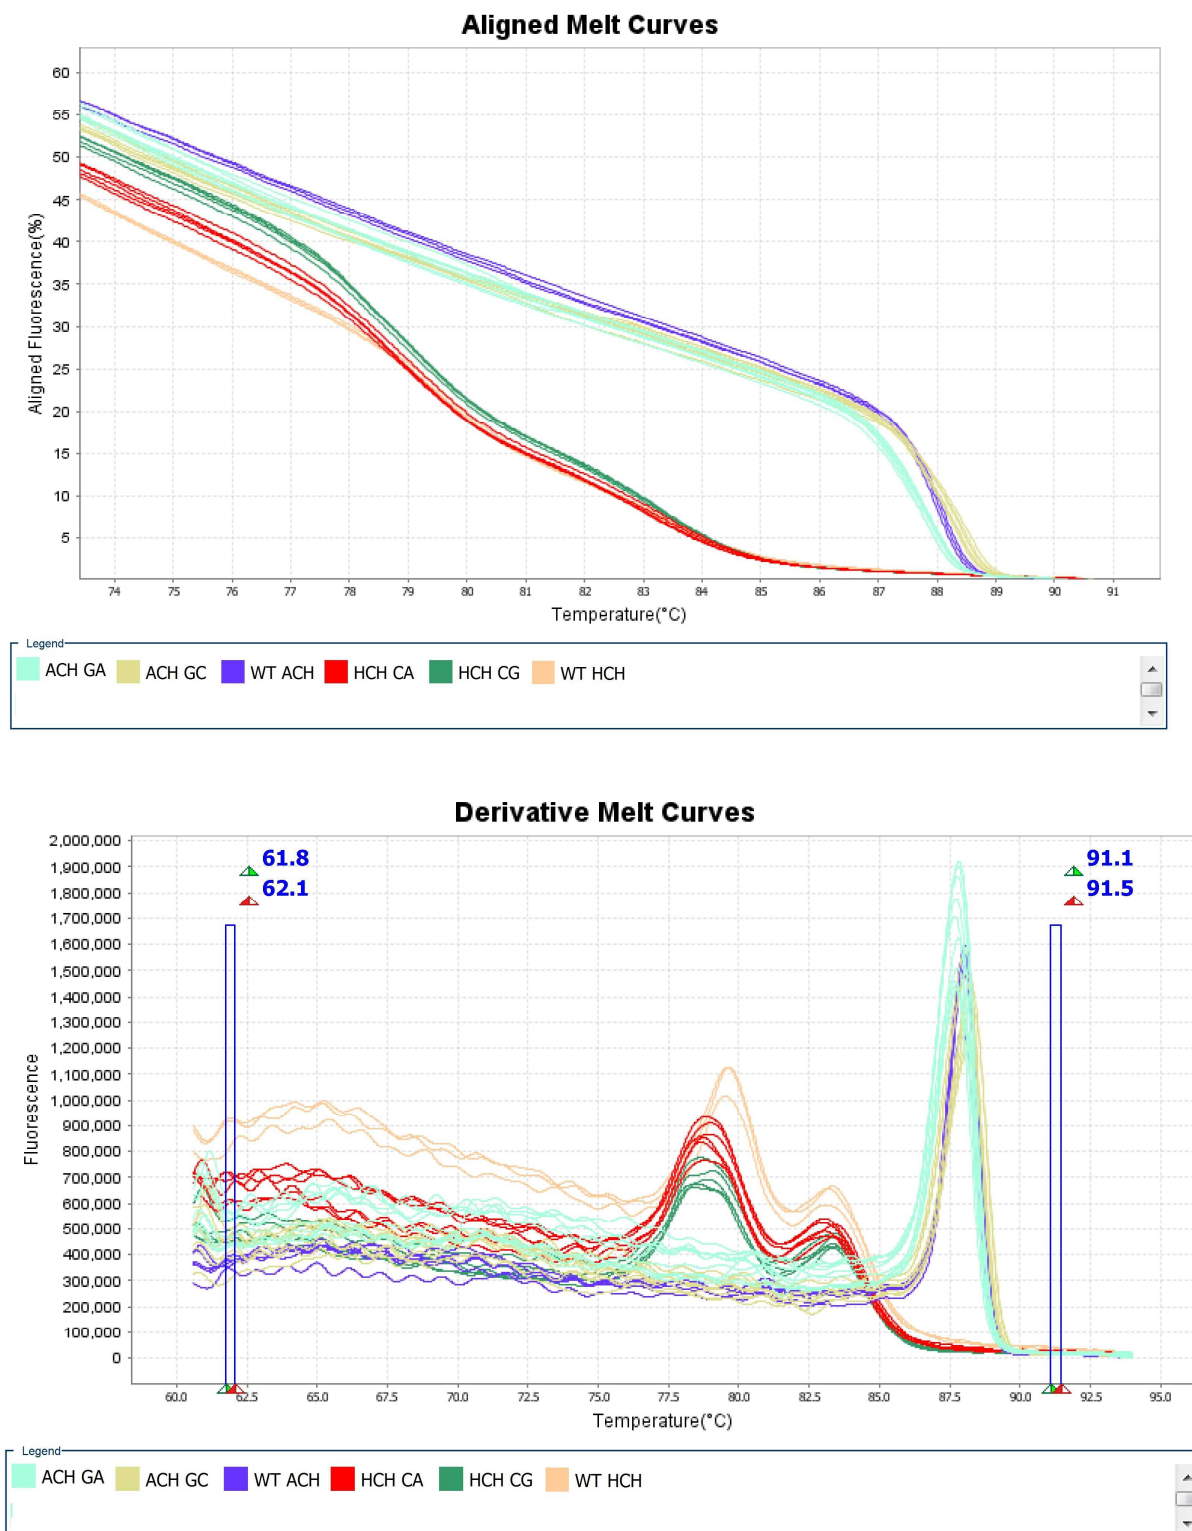 Aligned Melt Curves
60
55
50
45
40
35
30
25
20
15
10
5
Aligned Fluorescence(%)
74 75 76 77 78 79 80 81 82 83 84 85 86 87 88 89 90 91
Temperature(°C)
Legend
ACH GA ACH GC WT ACH HCH CA HCH CG WT HCH
Derivative Melt Curves
2,000,000
1,900,000
1,800,000
1,700,000
1,600,000
1,500,000
1,400,000
1,300,000
1,200,000
1,100,000
1,000,000
900,000
800,000
700,000
600,000
500,000
400,000
300,000
200,000
100,000
0
Fluorescence
61.8 91.1
62.1 91.5
60.0 62.5 65.0 67.5 70.0 72.5 75.0 77.5 80.0 82.5 85.0 87.5 90.0 92.5 95.0
Temperature(°C)
Legend
ACH GA ACH GC WT ACH HCH CA HCH CG WT HCH